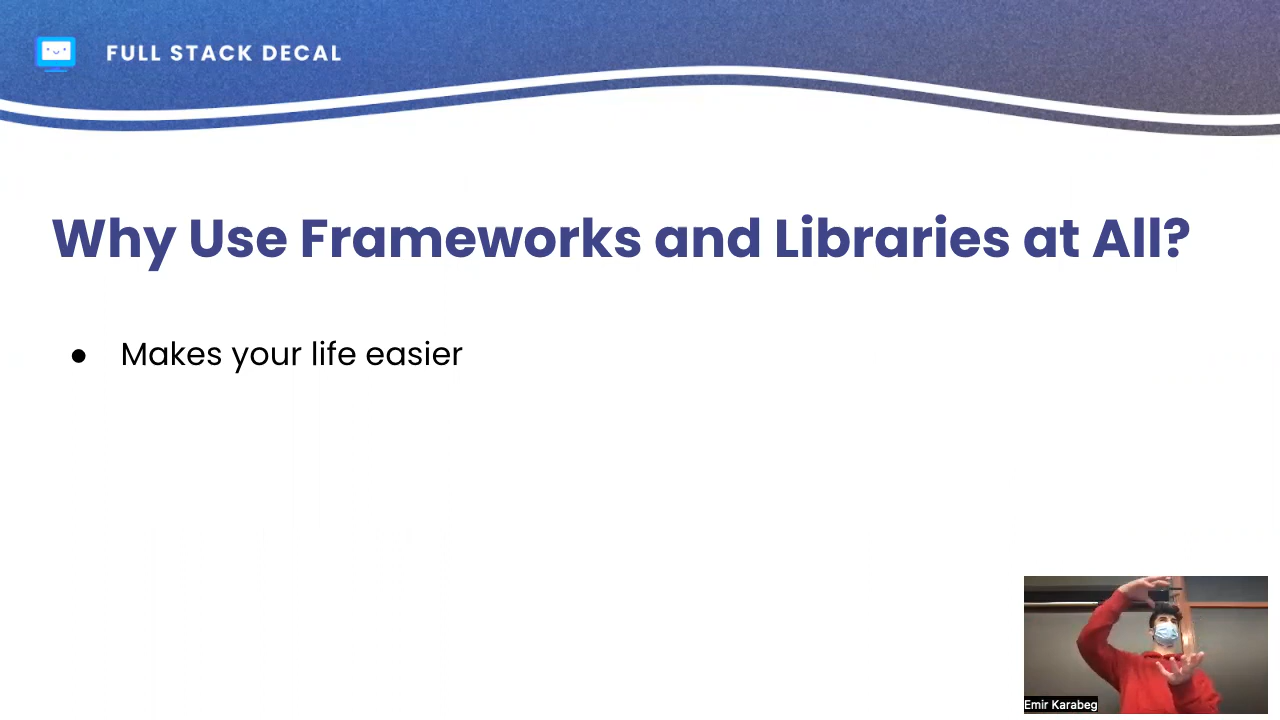 FULL STACK DECAL
Why Use Frameworks and Libraries at All?
● Makes your life easier
Emir Karabeg